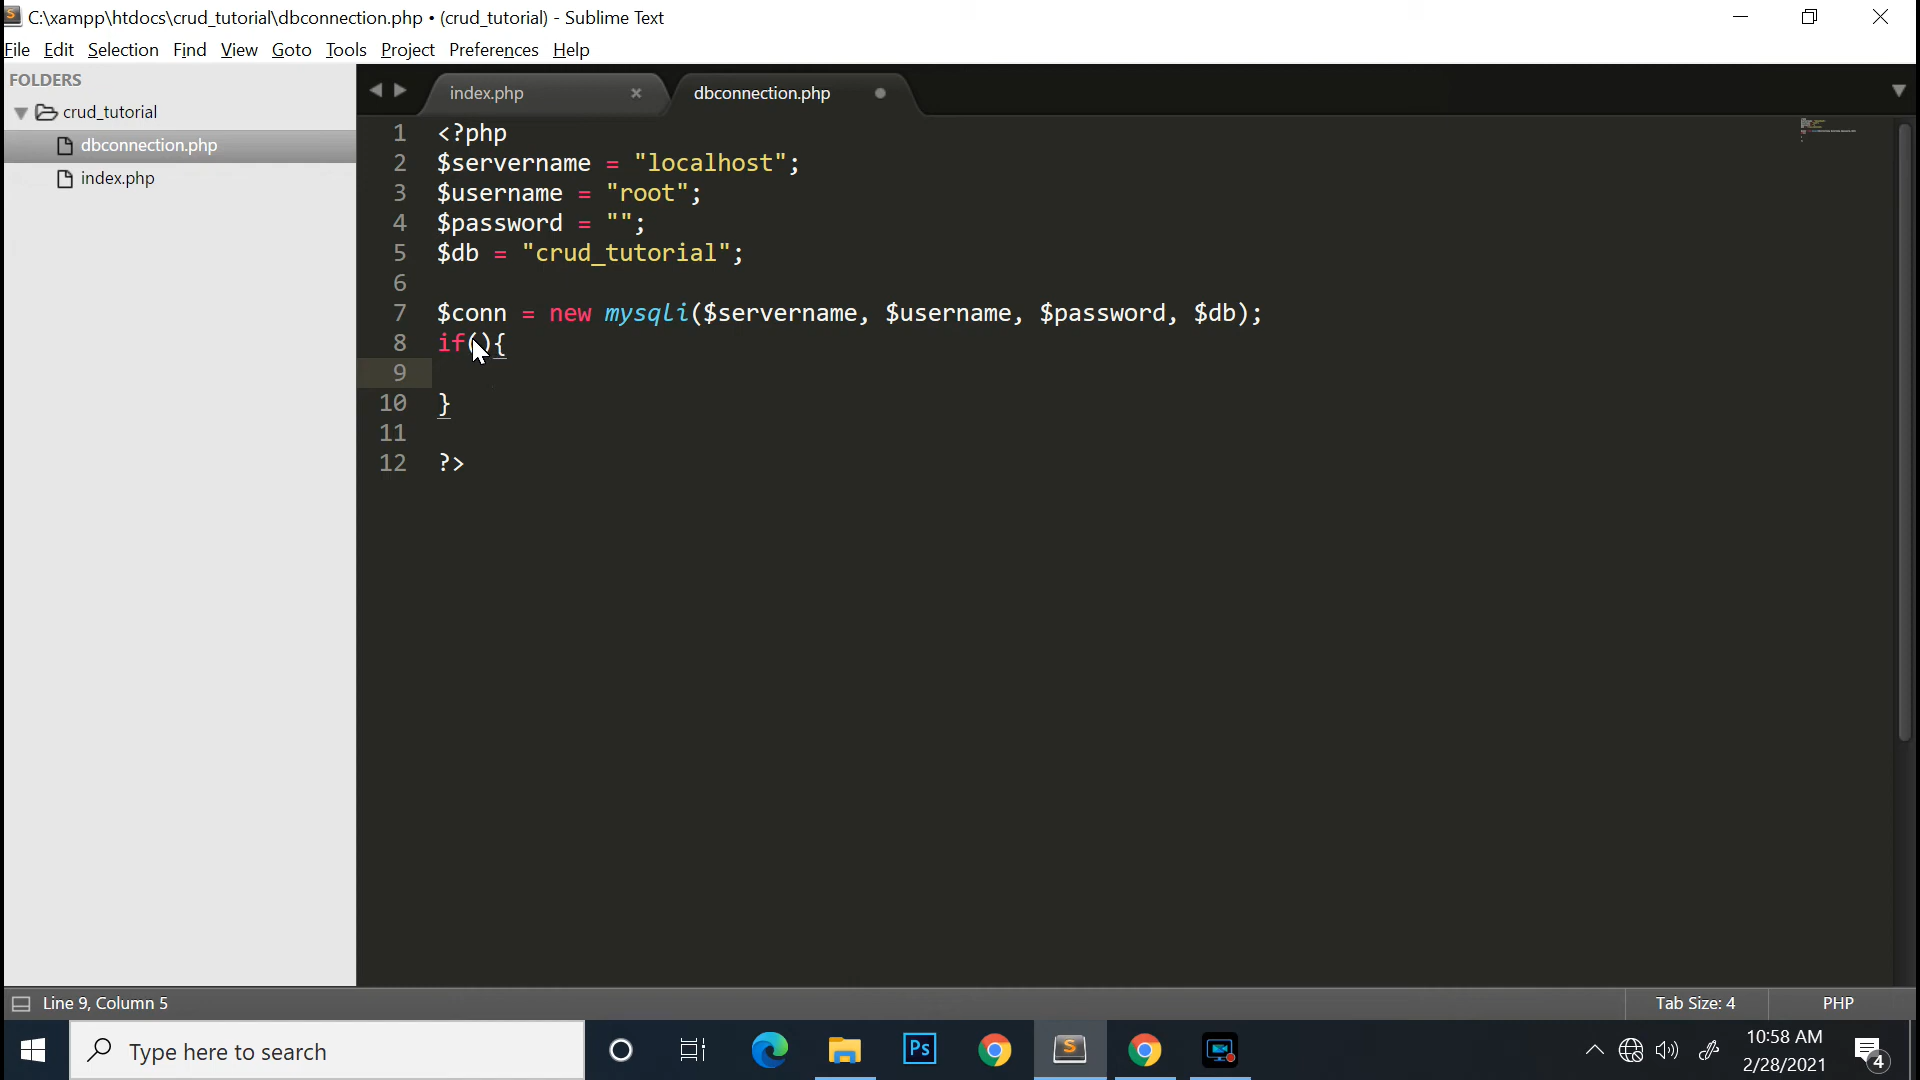 C:\xampp\htdocs\crud_tutorial\dbconnection.php • (crud_tutorial) - Sublime Text
File Edit Selection Find View Goto Tools Project Preferences Help
FOLDERS
crud_tutorial
dbconnection.php
index.php
index.php × dbconnection.php
1 <?php
2 $servername = "localhost";
3 $username = "root";
4 $password = "";
5 $db = "crud_tutorial";
6
7 $conn = new mysqli($servername, $username, $password, $db);
8 if(){
9
10 }
11
12 ?>
Line 9, Column 5 Tab Size: 4 PHP
Type here to search
Ps
S
10:58 AM
2/28/2021
4